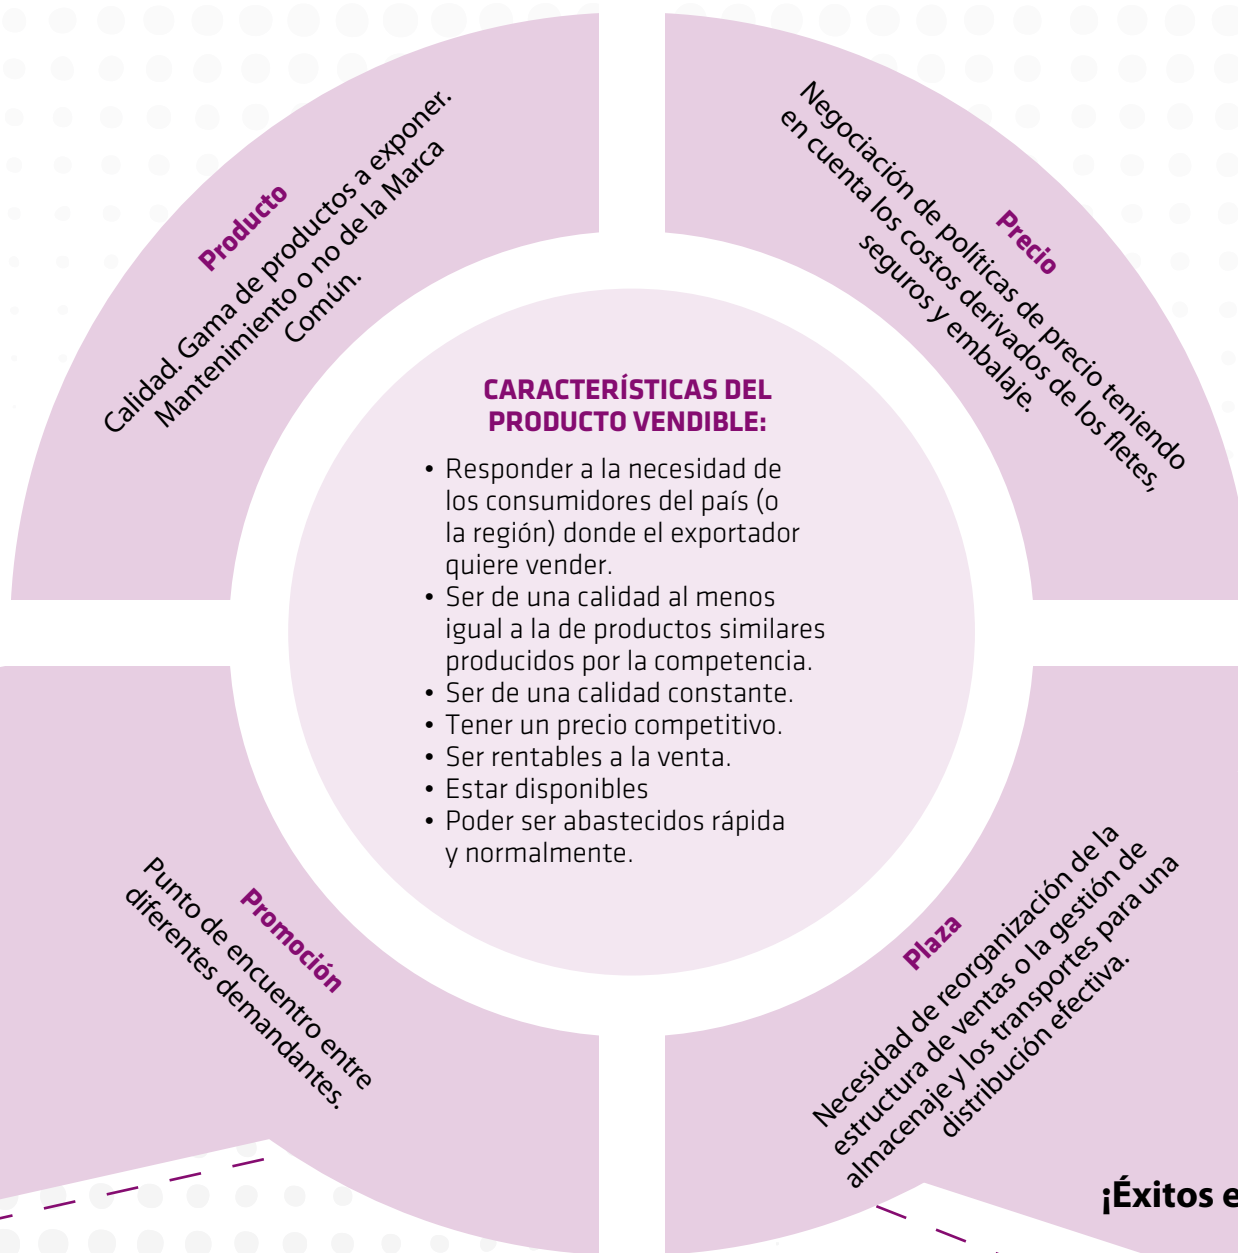 Producto
Calidad. Gama de productos a exponer.
Mantenimiento o no de la Marca
Común.
Precio
Negociación de políticas de precio teniendo
en cuenta los costos derivados de los fletes,
seguros y embalaje.
CARACTERÍSTICAS DEL
PRODUCTO VENDIBLE:
• Responder a la necesidad de
los consumidores del país (o
la región) donde el exportador
quiere vender.
• Ser de una calidad al menos
igual a la de productos similares
producidos por la competencia.
• Ser de una calidad constante.
• Tener un precio competitivo.
• Ser rentables a la venta.
• Estar disponibles
• Poder ser abastecidos rápida
y normalmente.
Promoción
Punto de encuentro entre
diferentes demandantes.
Plaza
Necesidad de reorganización de la
estructura de ventas o la gestión de
almacenaje y los transportes para una
distribución efectiva.
¡Éxitos e